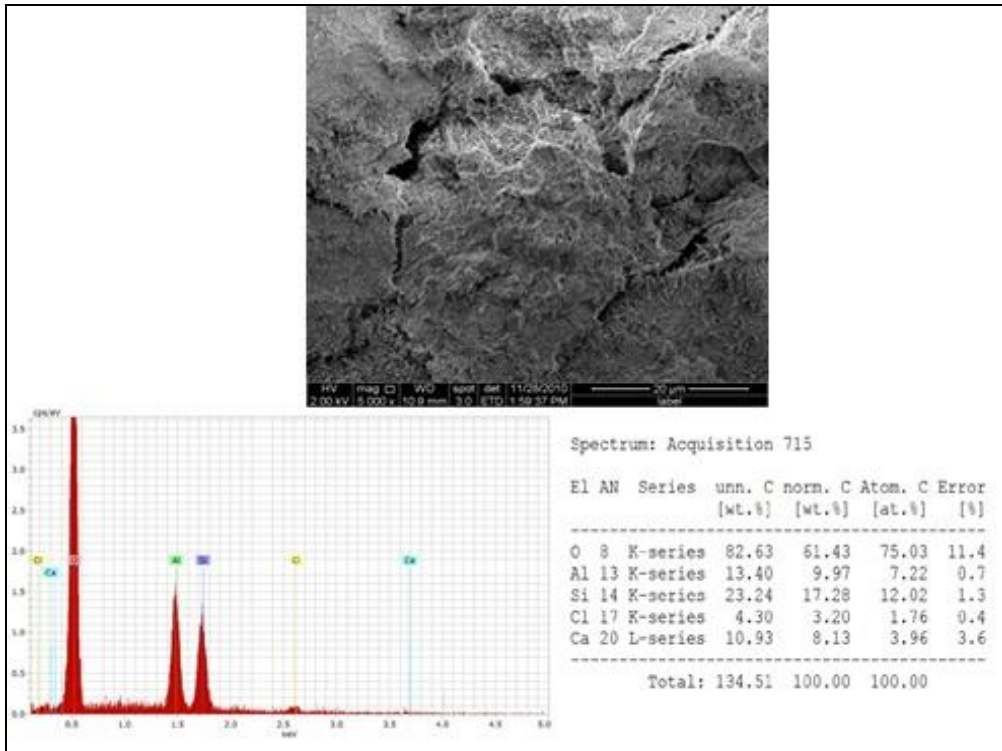 HV mag □ WD spot det 11/28/2010 20 µm
2.00 kV 5.000 x 10.9 mm 3.0 ETD 1:59:37 PM label
cps/eV
3.5
3.0
2.0
1.5
1.0
0.5
0.0
Cl Ca O Al Si Cl Ca
0.5 1.0 1.5 2.0 2.5 3.0 3.5 4.0 4.5 5.0
keV
Spectrum: Acquisition 715
El AN Series unn. C norm. C Atom. C Error
[wt.%] [wt.%] [at.%] [%]
O 8 K-series 82.63 61.43 75.03 11.4
Al 13 K-series 13.40 9.97 7.22 0.7
Si 14 K-series 23.24 17.28 12.02 1.3
Cl 17 K-series 4.30 3.20 1.76 0.4
Ca 20 L-series 10.93 8.13 3.96 3.6
Total: 134.51 100.00 100.00